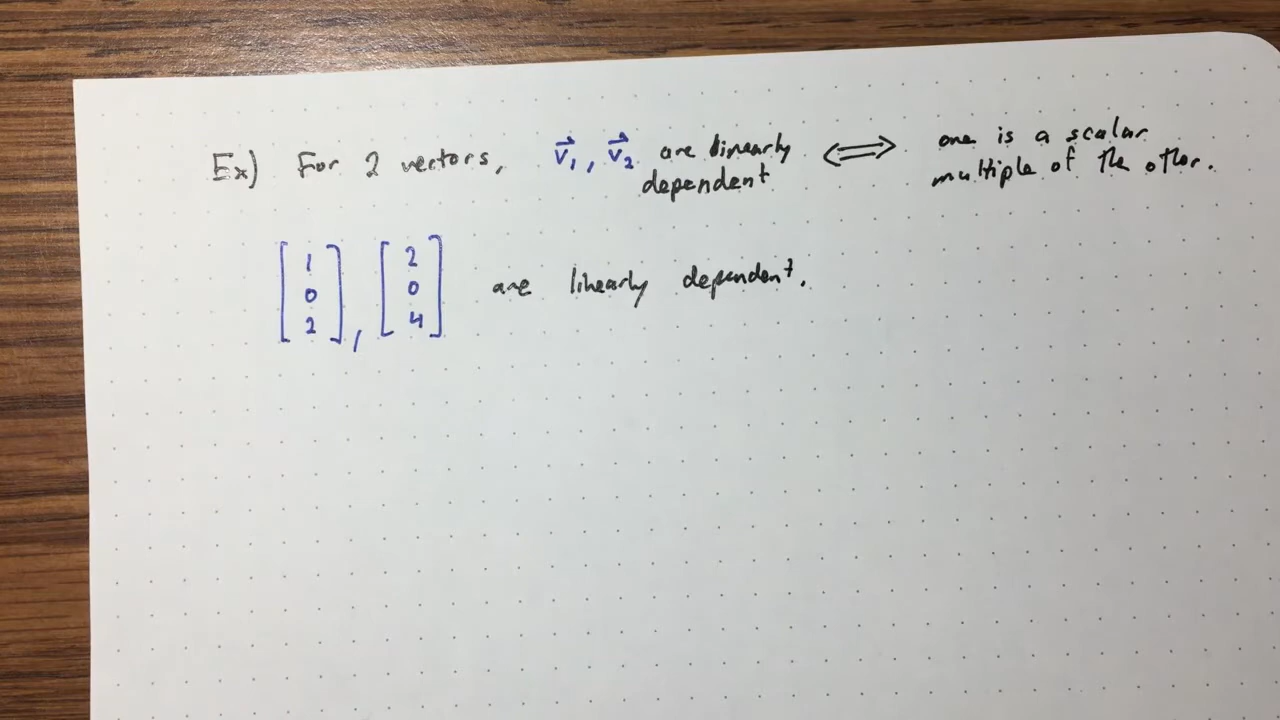 Ex) For 2 vectors, v⃗₁, v⃗₂ are linearly dependent ⟺ one is a scalar multiple of the other.
[1 0 2], [2 0 4] are linearly dependent.